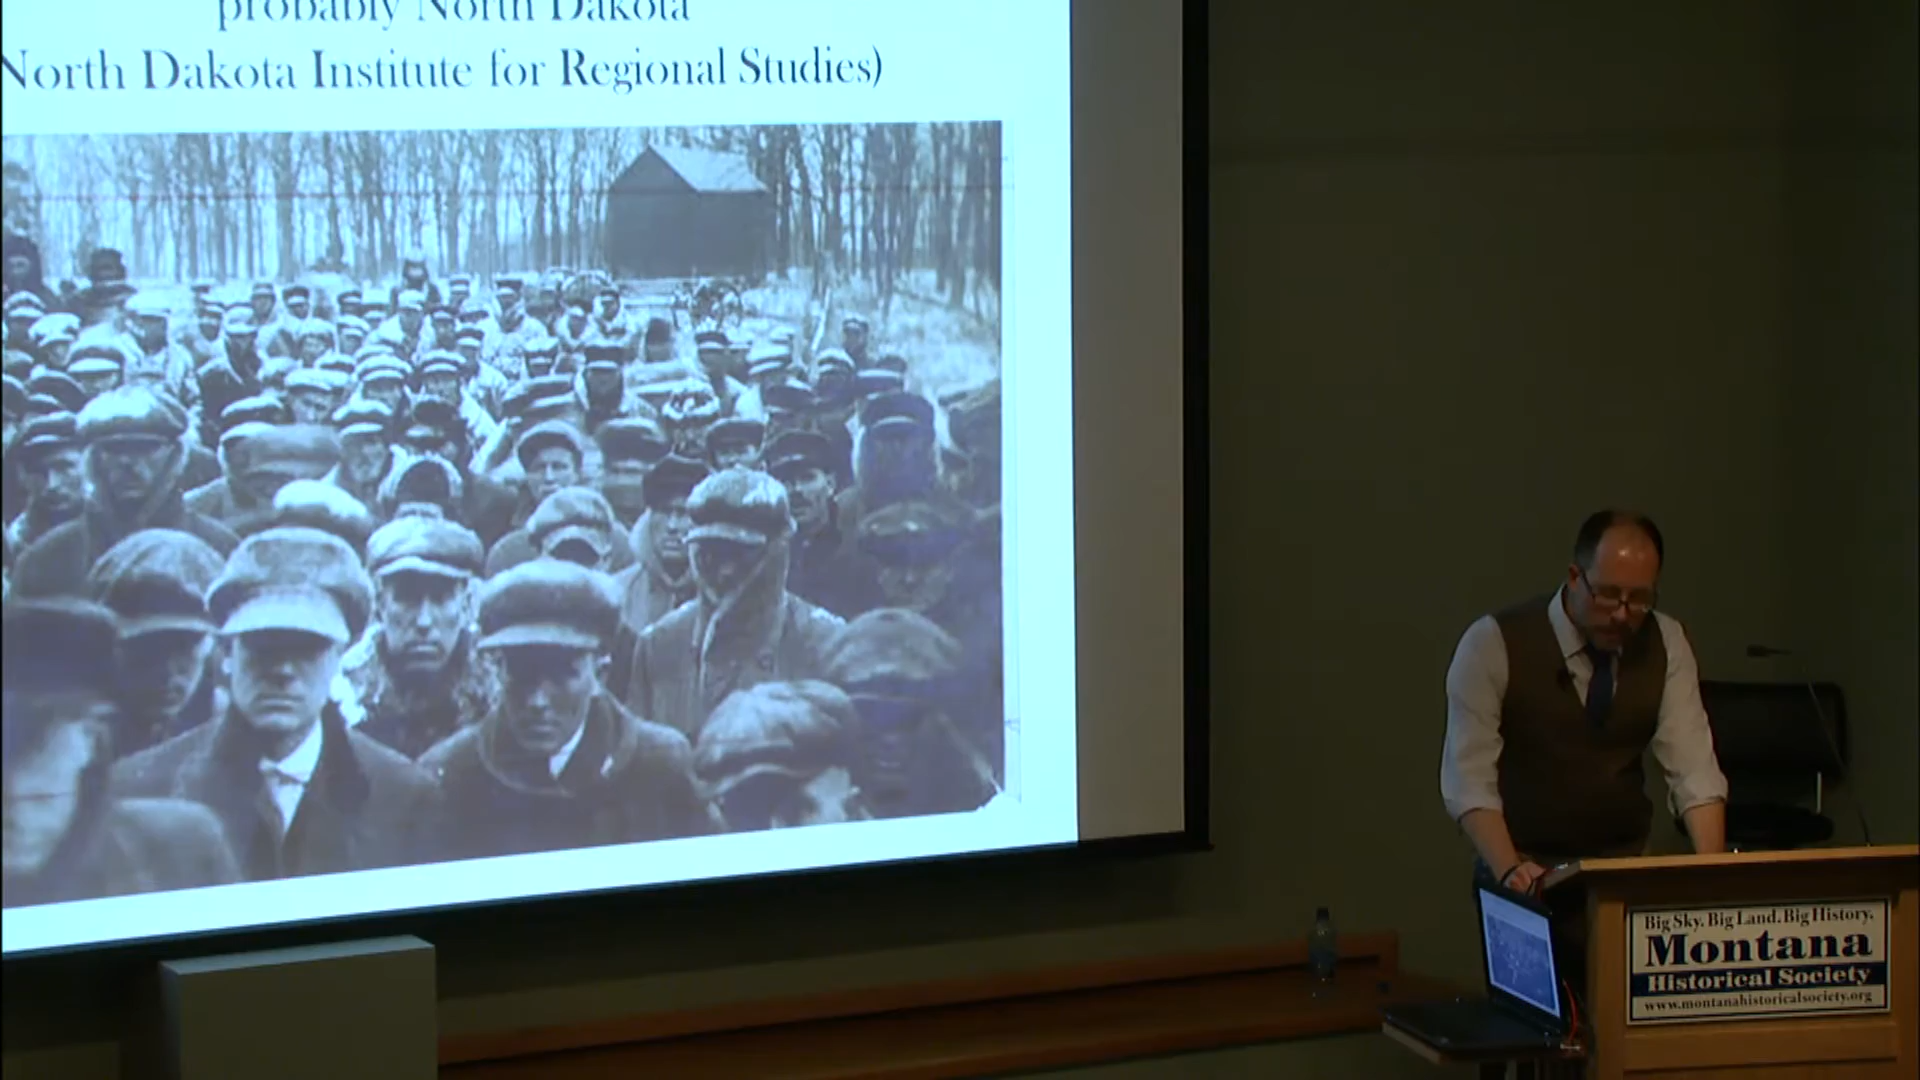 probably North Dakota
North Dakota Institute for Regional Studies)
Big Sky. Big Land. Big History.
Montana
Historical Society
www.montanahistoricalsociety.org